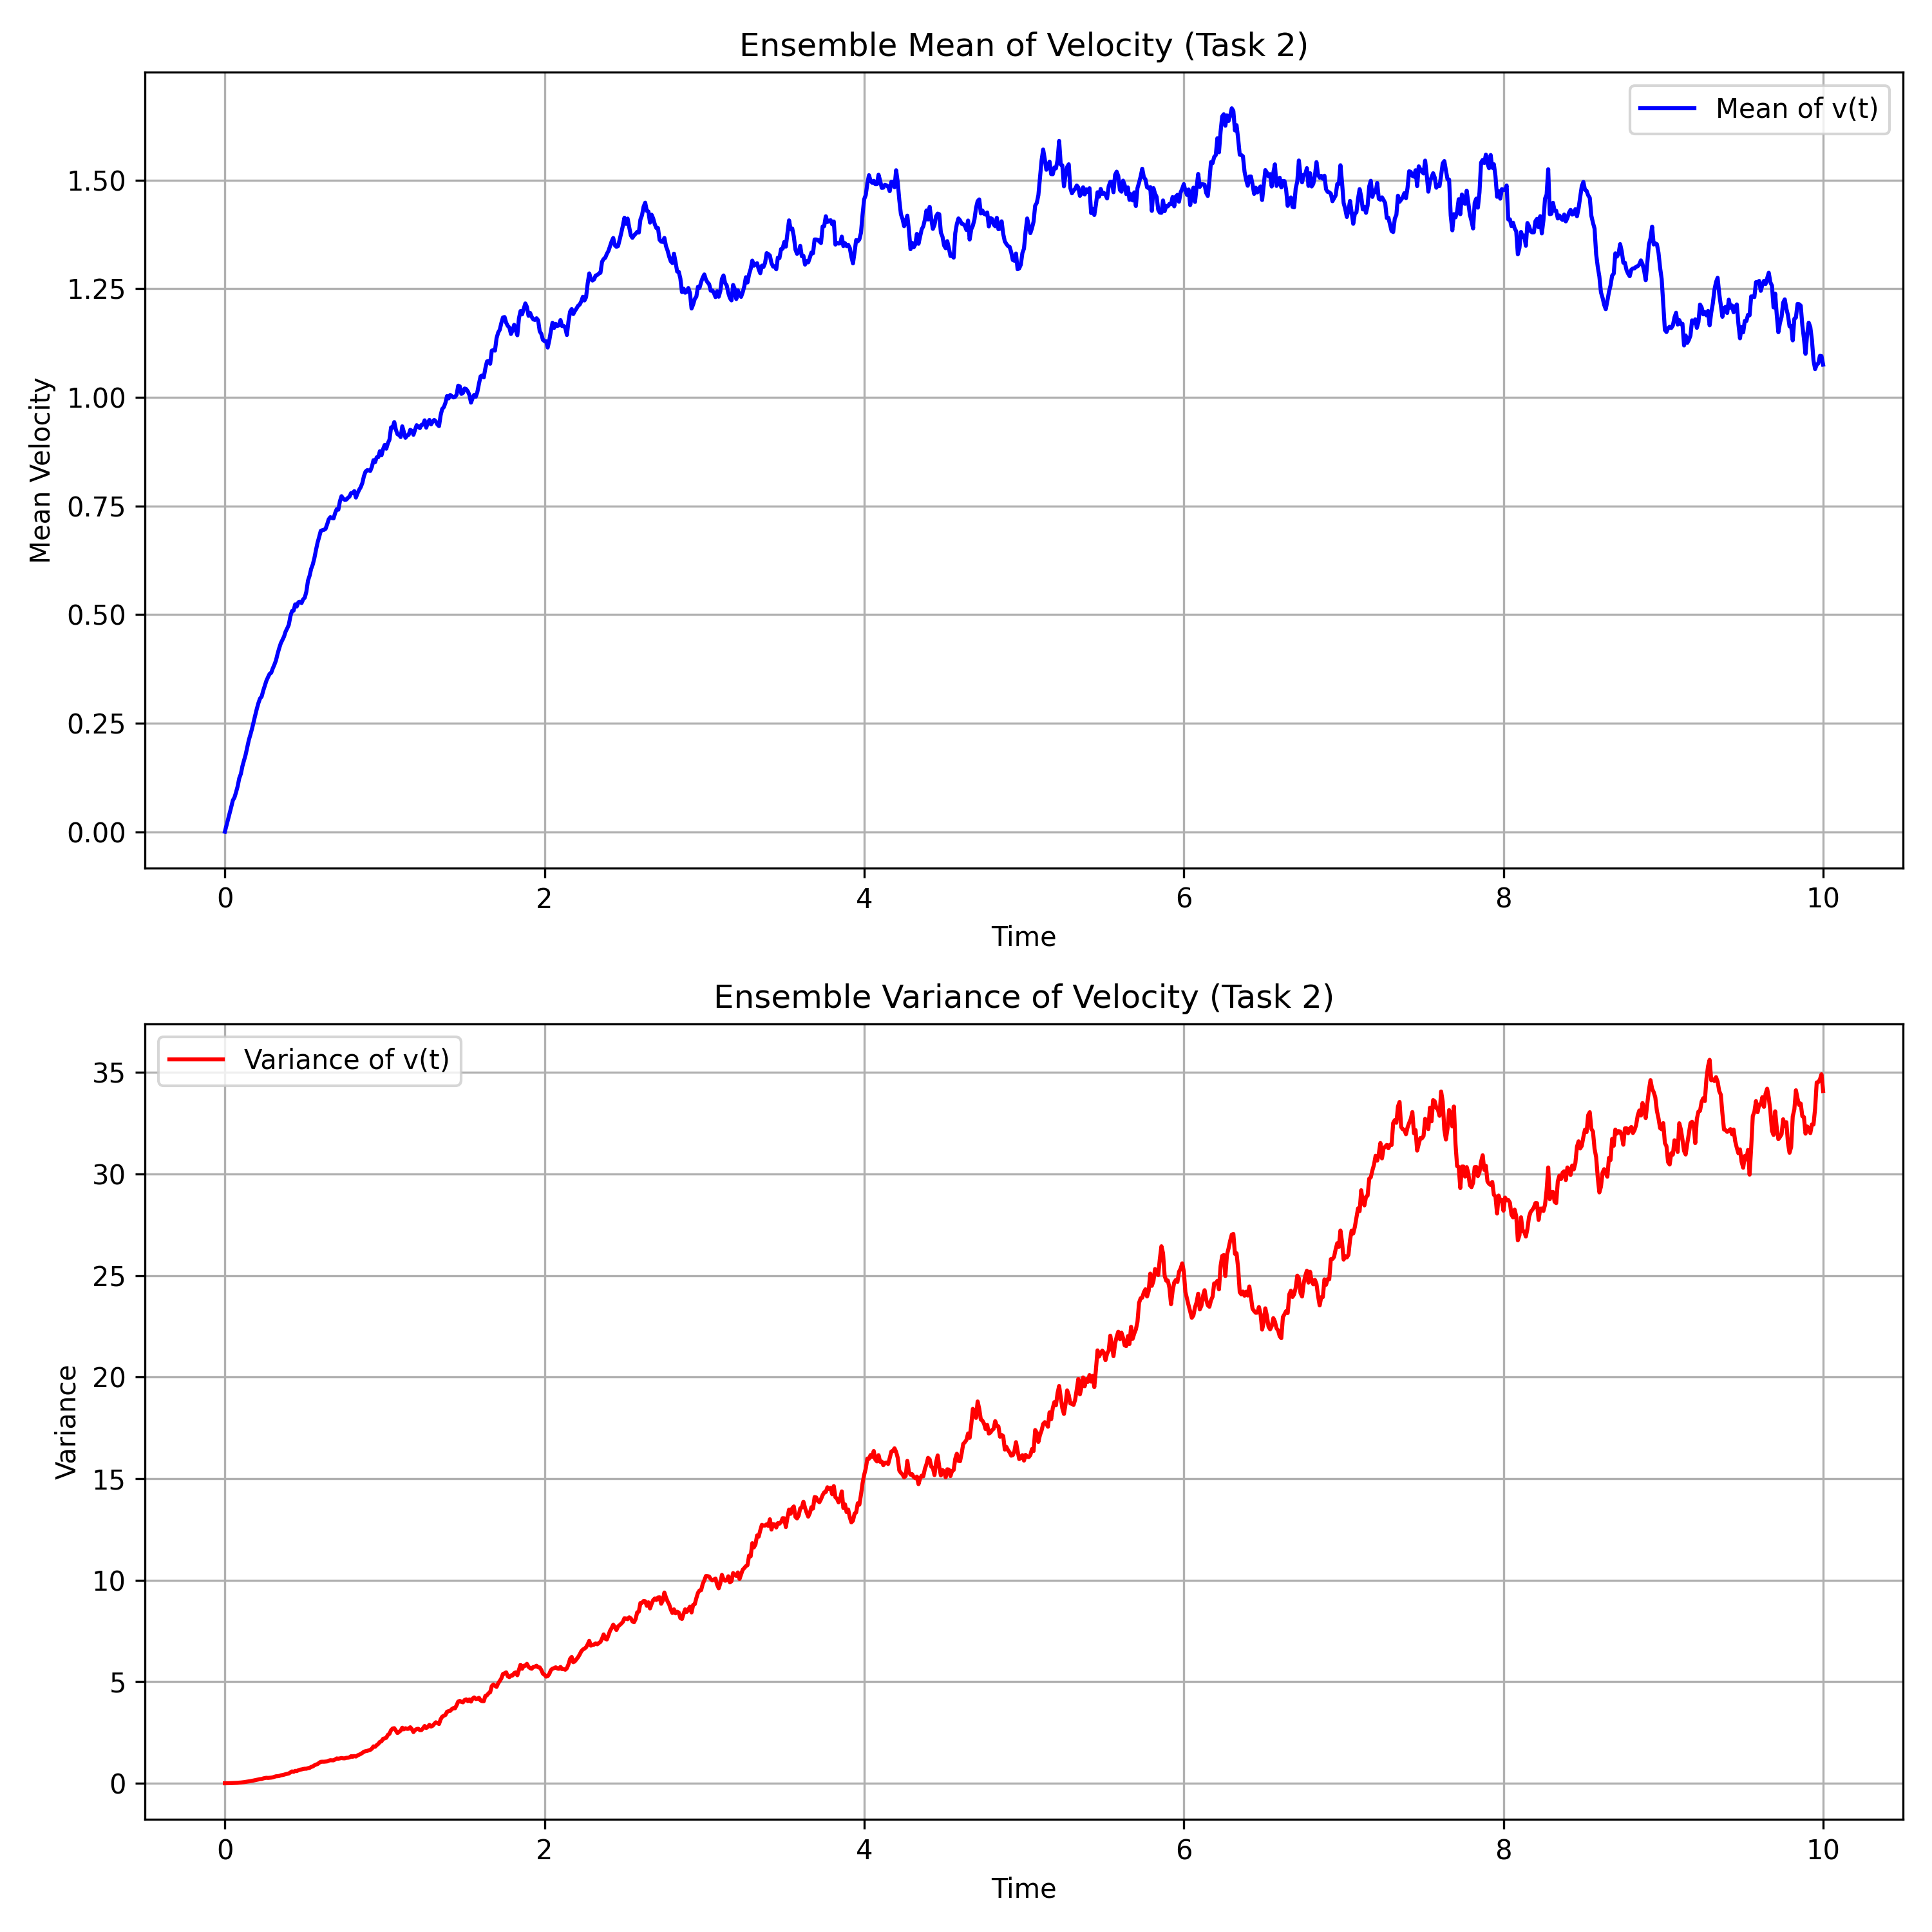 Ensemble Mean of Velocity (Task 2)
Mean of v(t)
Mean Velocity
1.50
1.25
1.00
0.75
0.50
0.25
0.00
0 2 4 6 8 10
Time
Ensemble Variance of Velocity (Task 2)
Variance of v(t)
Variance
35
30
25
20
15
10
5
0
0 2 4 6 8 10
Time